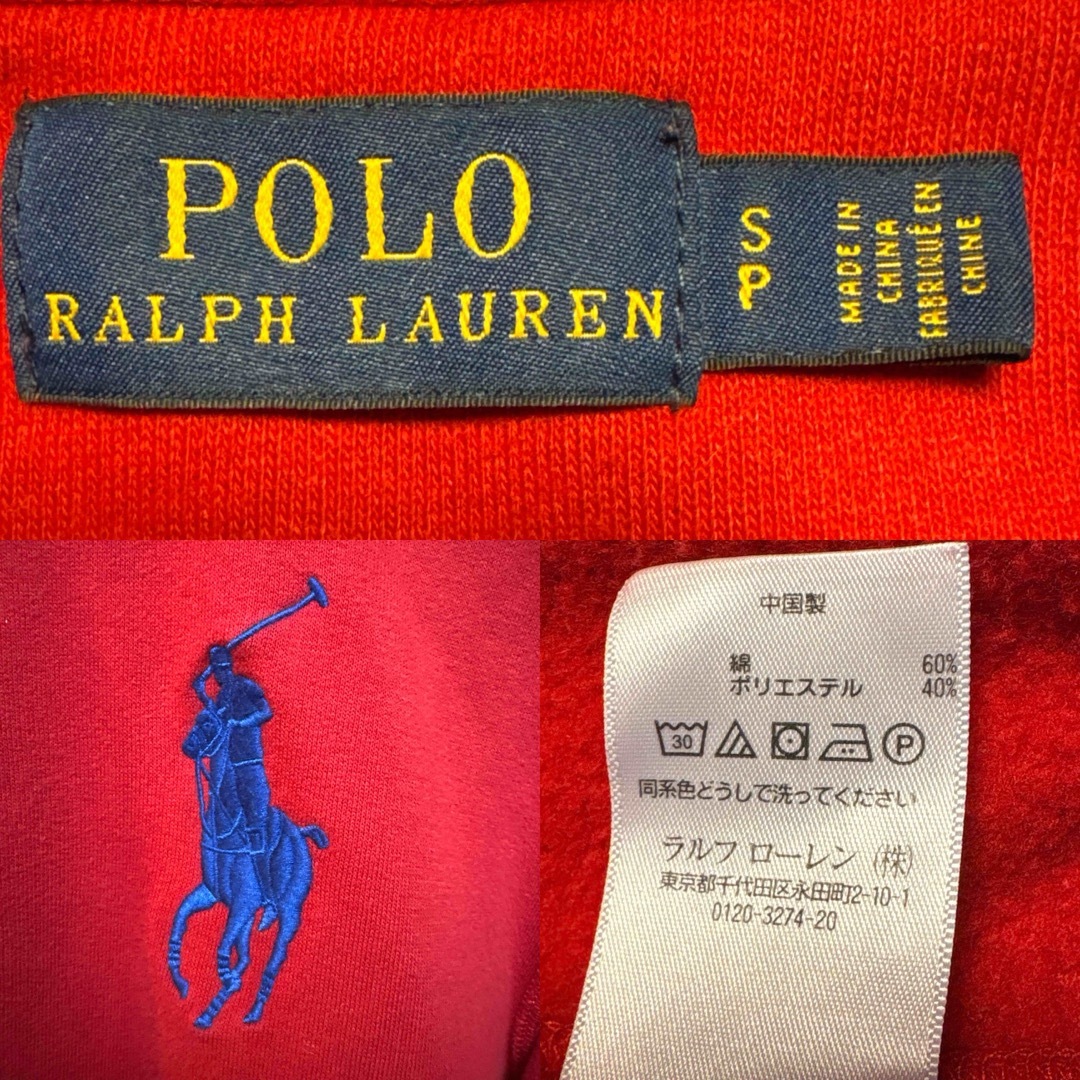 POLO
RALPH LAUREN
S
P
MADE IN
CHINA
FABRIQUÉ EN
CHINE
中国製
綿 60%
ポリエステル 40%
30
P
同系色どうしで洗ってください
ラルフ ローレン (株)
東京都千代田区永田町2-10-1
0120-3274-20